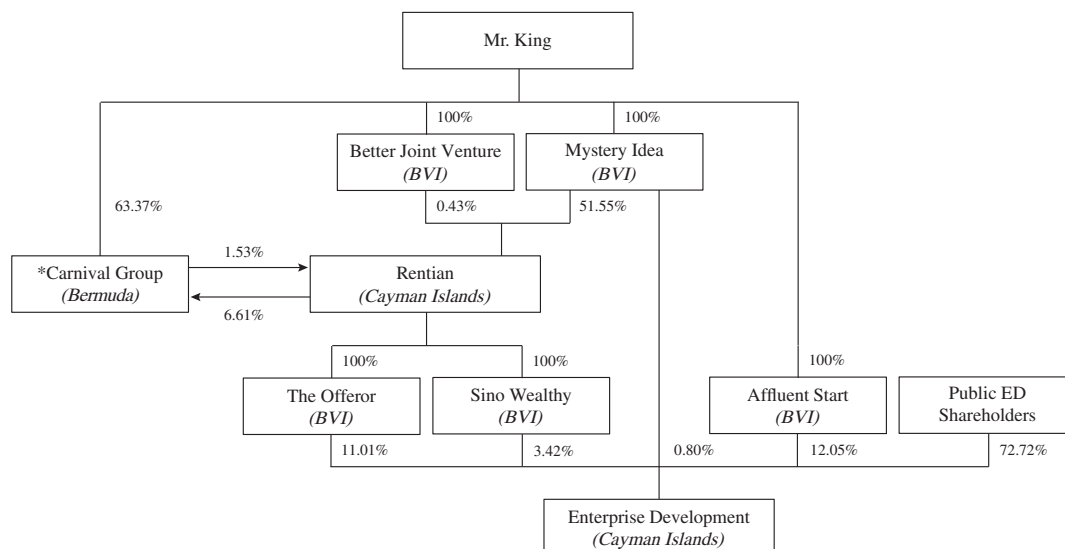 Mr. King
100%
100%
Better Joint Venture
(BVI)
Mystery Idea
(BVI)
63.37%
0.43%
51.55%
1.53%
*Carnival Group
(Bermuda)
Rentian
(Cayman Islands)
6.61%
100%
100%
100%
The Offeror
(BVI)
Sino Wealthy
(BVI)
Affluent Start
(BVI)
Public ED
Shareholders
11.01%
3.42%
0.80%
12.05%
72.72%
Enterprise Development
(Cayman Islands)